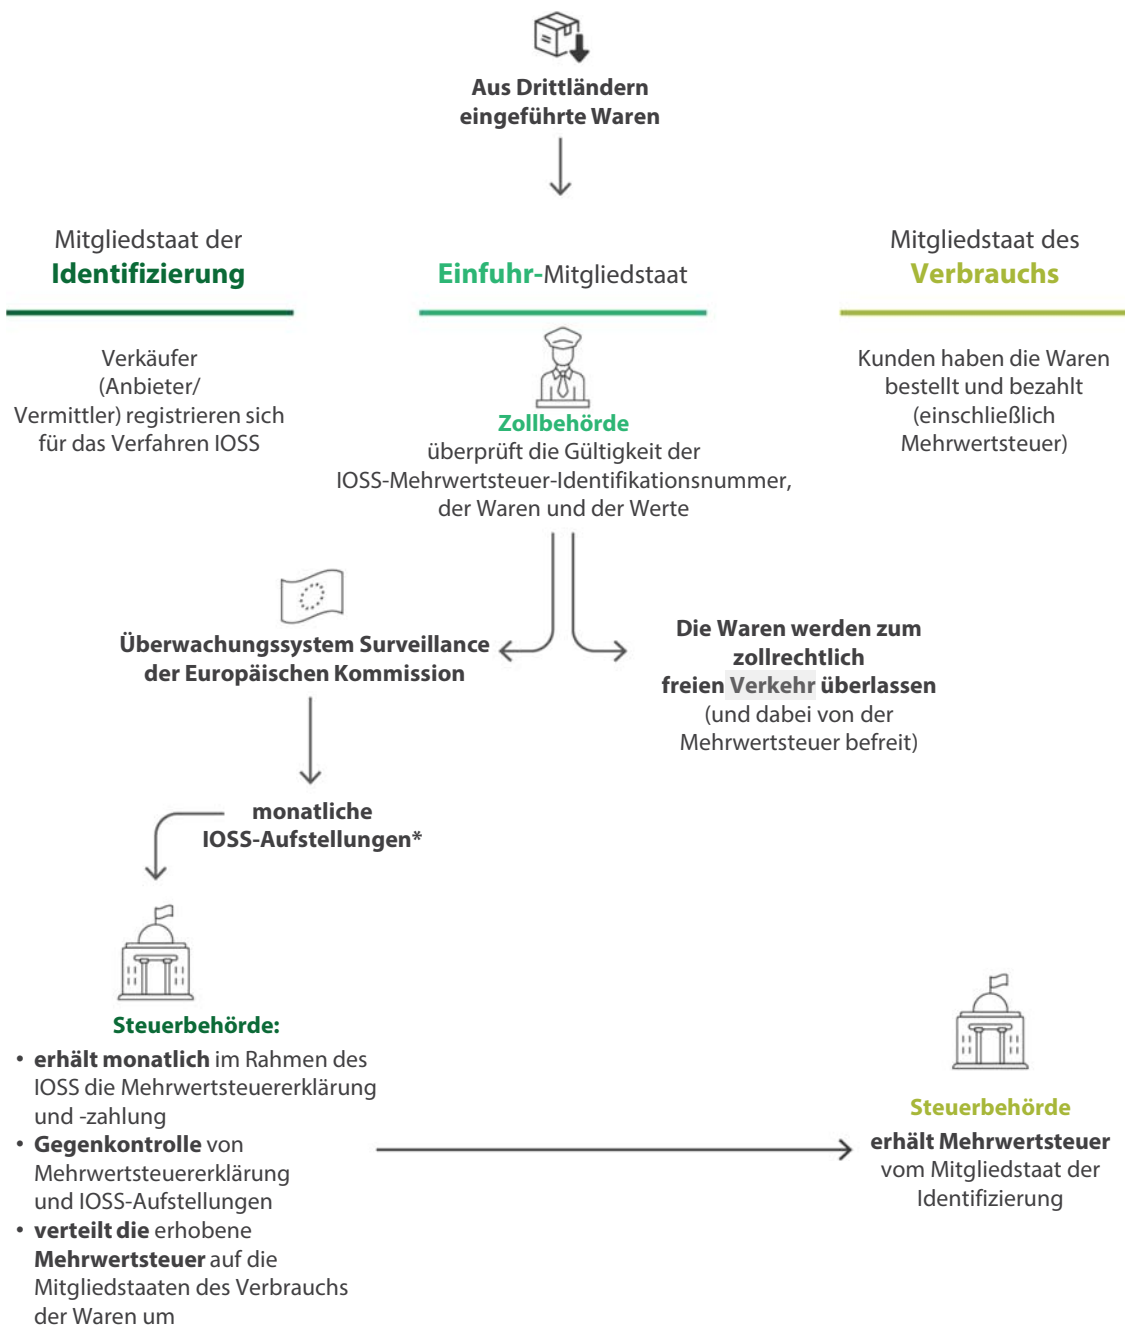 Aus Drittländern
eingeführte Waren
Mitgliedstaat der
Identifizierung
Verkäufer
(Anbieter/
Vermittler) registrieren sich
für das Verfahren IOSS
Einfuhr-Mitgliedstaat
Zollbehörde
überprüft die Gültigkeit der
IOSS-Mehrwertsteuer-Identifikationsnummer,
der Waren und der Werte
Mitgliedstaat des
Verbrauchs
Kunden haben die Waren
bestellt und bezahlt
(einschließlich
Mehrwertsteuer)
Überwachungssystem Surveillance
der Europäischen Kommission
Die Waren werden zum
zollrechtlich
freien Verkehr überlassen
(und dabei von der
Mehrwertsteuer befreit)
monatliche
IOSS-Aufstellungen*
Steuerbehörde:
• erhält monatlich im Rahmen des
IOSS die Mehrwertsteuererklärung
und -zahlung
• Gegenkontrolle von
Mehrwertsteuererklärung
und IOSS-Aufstellungen
• verteilt die erhobene
Mehrwertsteuer auf die
Mitgliedstaaten des Verbrauchs
der Waren um
Steuerbehörde
erhält Mehrwertsteuer
vom Mitgliedstaat der
Identifizierung